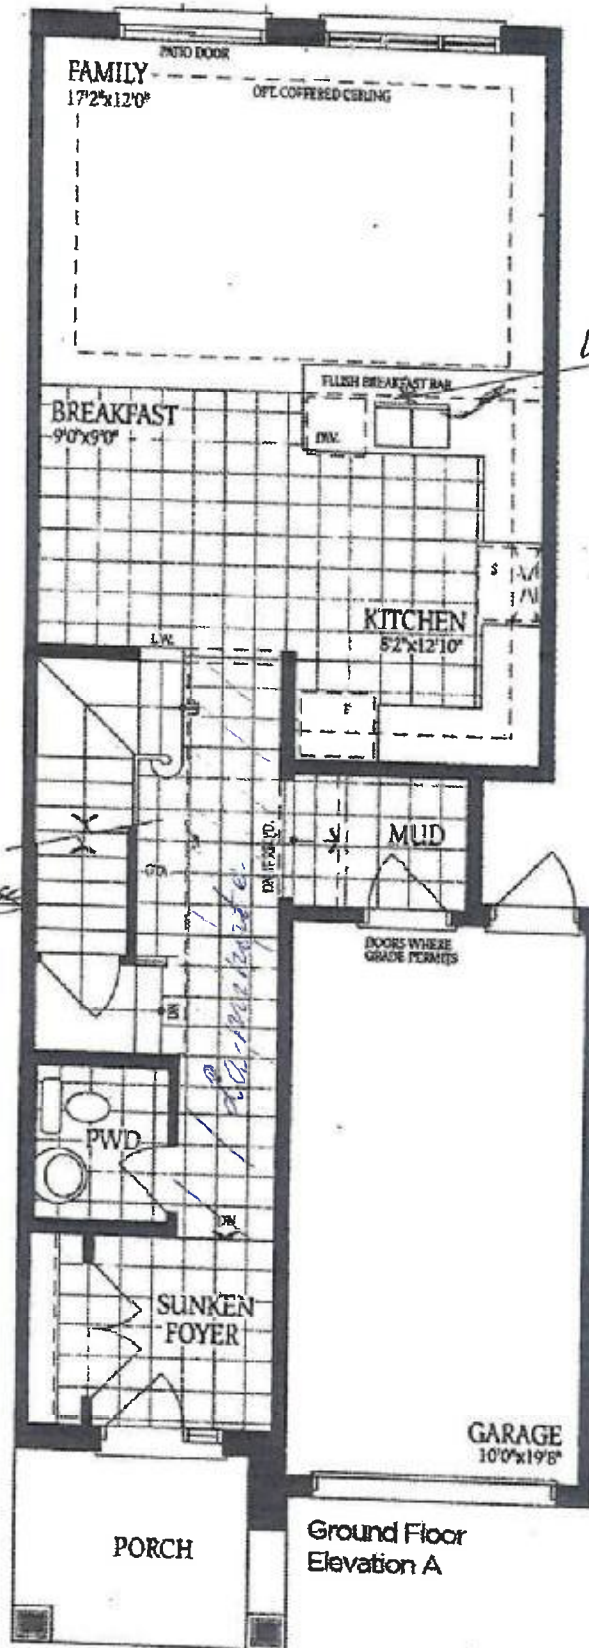 PATIO DOOR
FAMILY
17'2"x12'0"
OPT. COFFERED CEILING
FLUSH BREAKFAST BAR
BREAKFAST
9'0"x9'0"
D.W.
S
KITCHEN
8'2"x12'10"
L.W.
F
UP
MUD
DOORS WHERE
GRADE PERMITS
DN
laminate
PWD
DN
SUNKEN
FOYER
GARAGE
10'0"x19'8"
PORCH
Ground Floor
Elevation A